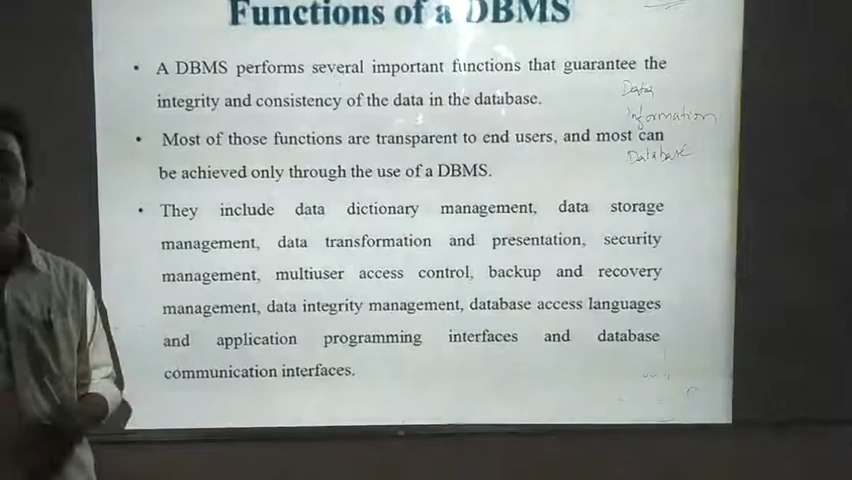 Functions of a DBMS
• A DBMS performs several important functions that guarantee the
integrity and consistency of the data in the database.
• Most of those functions are transparent to end users, and most can
be achieved only through the use of a DBMS.
• They include data dictionary management, data storage
management, data transformation and presentation, security
management, multiuser access control, backup and recovery
management, data integrity management, database access languages
and application programming interfaces and database
communication interfaces.
Data
information
Database